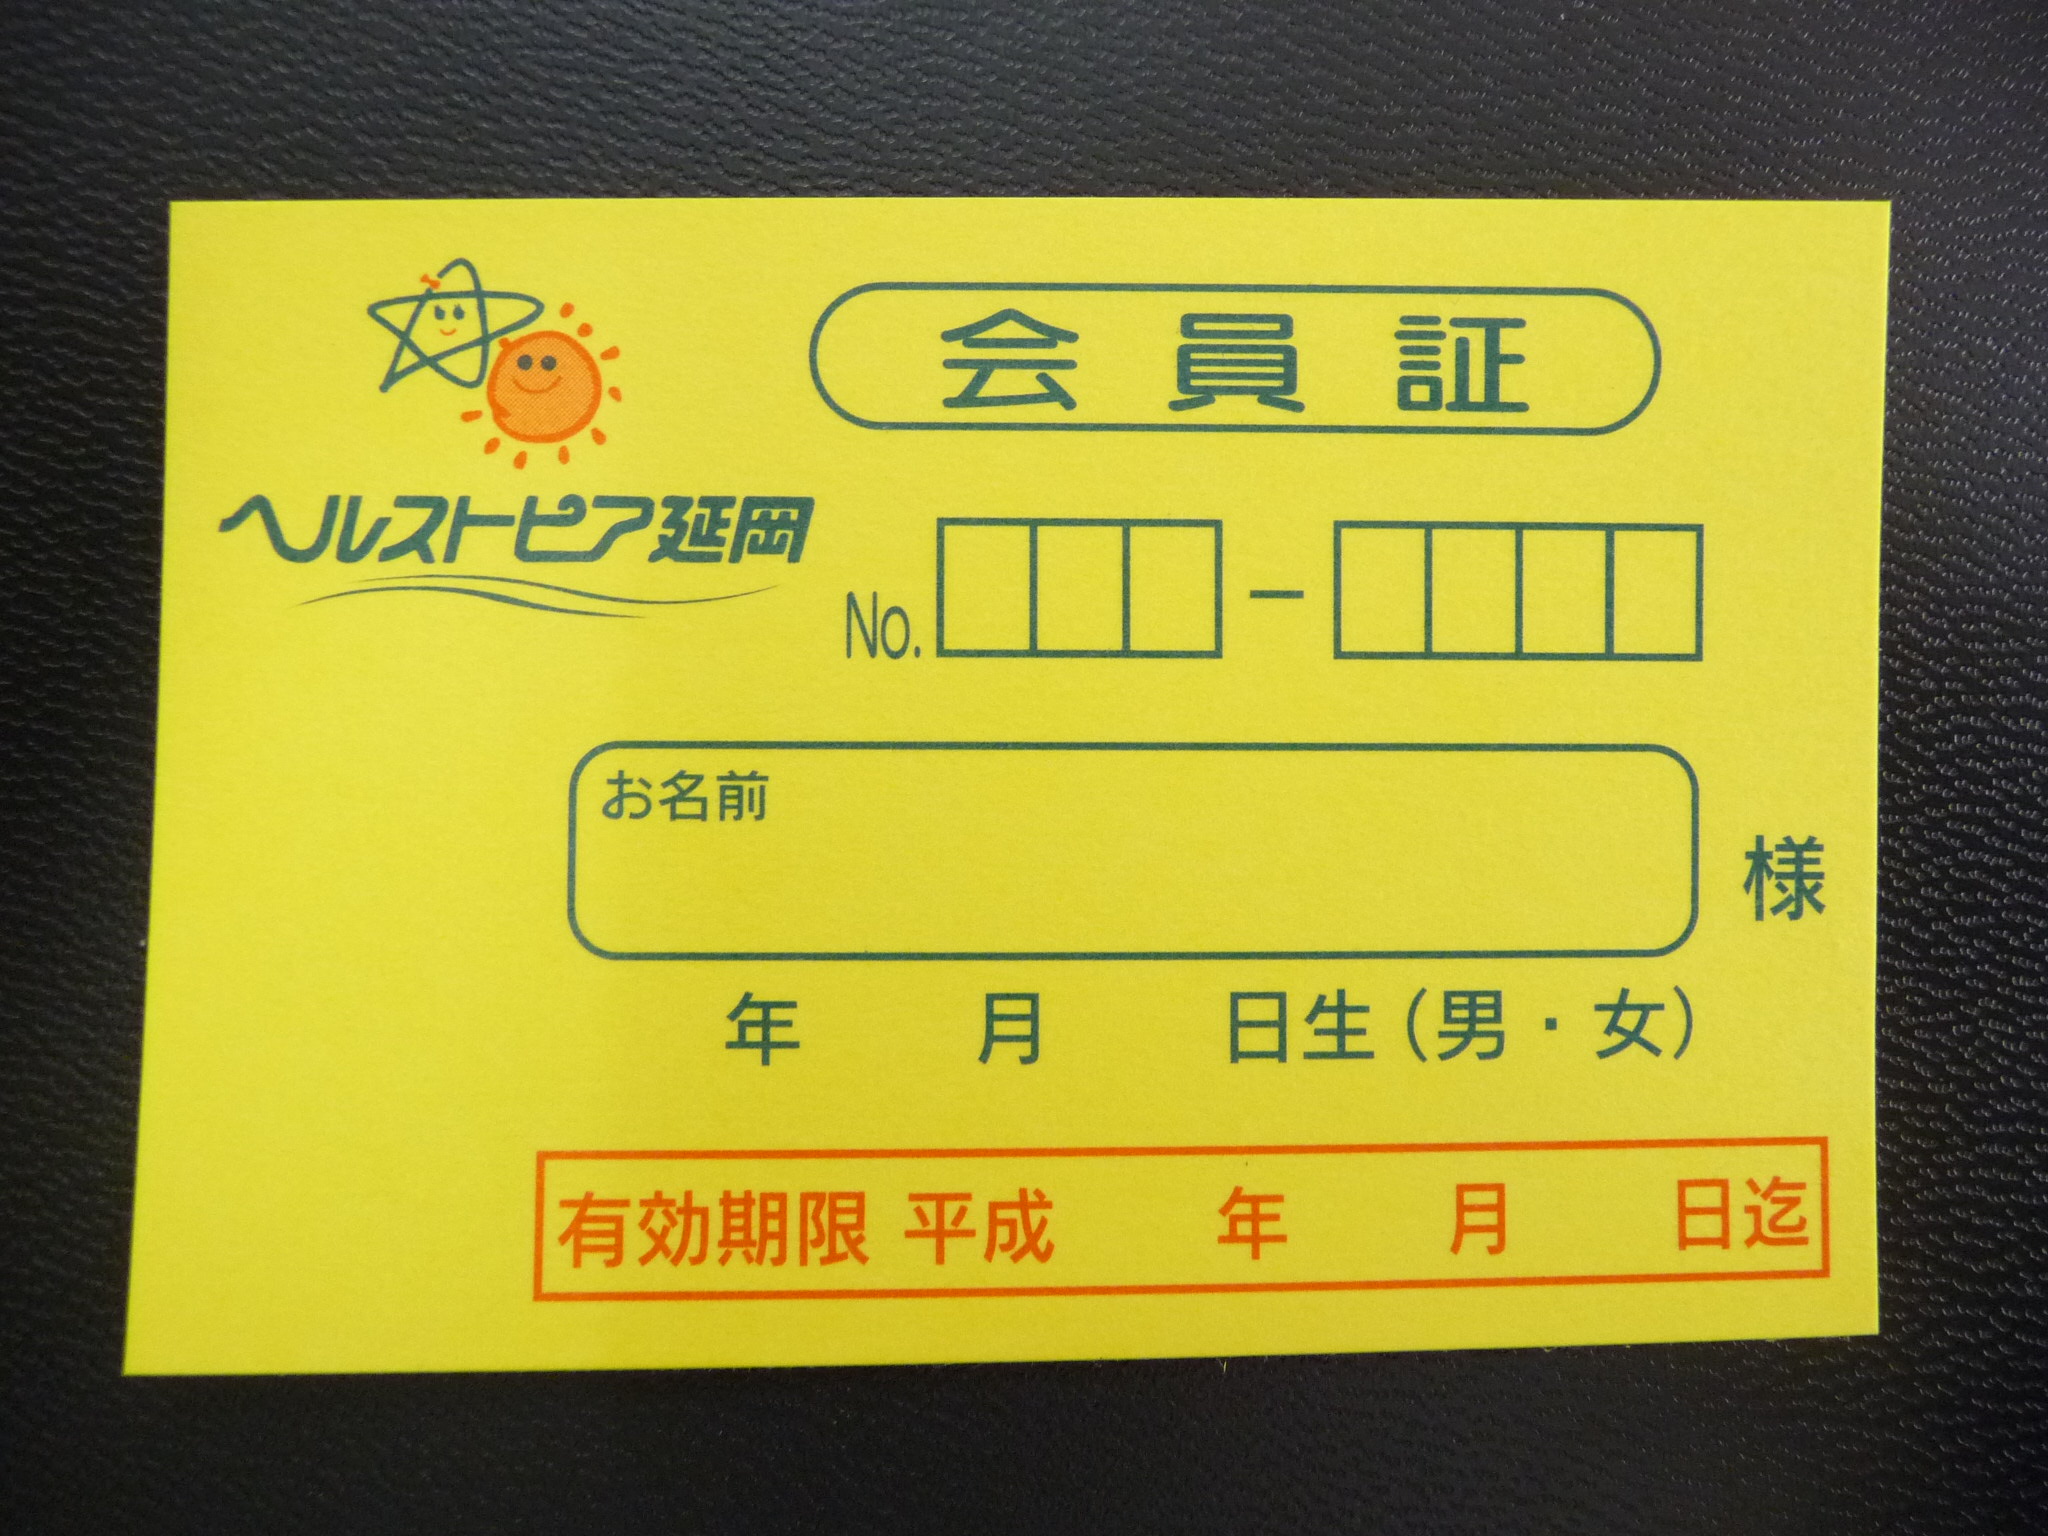 会員証
ヘルストピア延岡
No. -
お名前
様
年 月 日生(男・女)
有効期限 平成 年 月 日迄